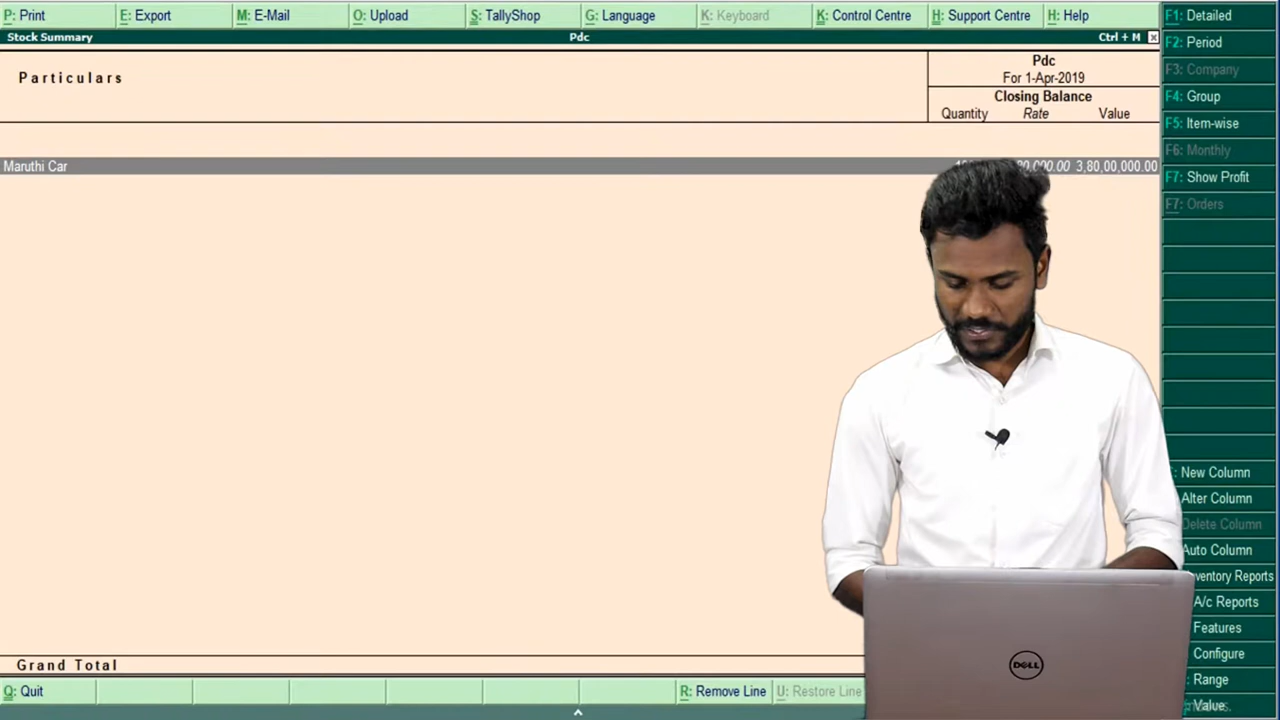 P: Print E: Export M: E-Mail O: Upload S: TallyShop G: Language K: Keyboard K: Control Centre H: Support Centre H: Help
Stock Summary Pdc Ctrl + M x
Particulars
Pdc
For 1-Apr-2019
Closing Balance
Quantity Rate Value
Maruthi Car 3,80,00,000.00
F1: Detailed
F2: Period
F3: Company
F4: Group
F5: Item-wise
F6: Monthly
F7: Show Profit
F7: Orders
New Column
Alter Column
Delete Column
Auto Column
Reports
A/c Reports
Features
Configure
: Range
: Value
DELL
Grand Total
Q: Quit R: Remove Line U: Restore Line